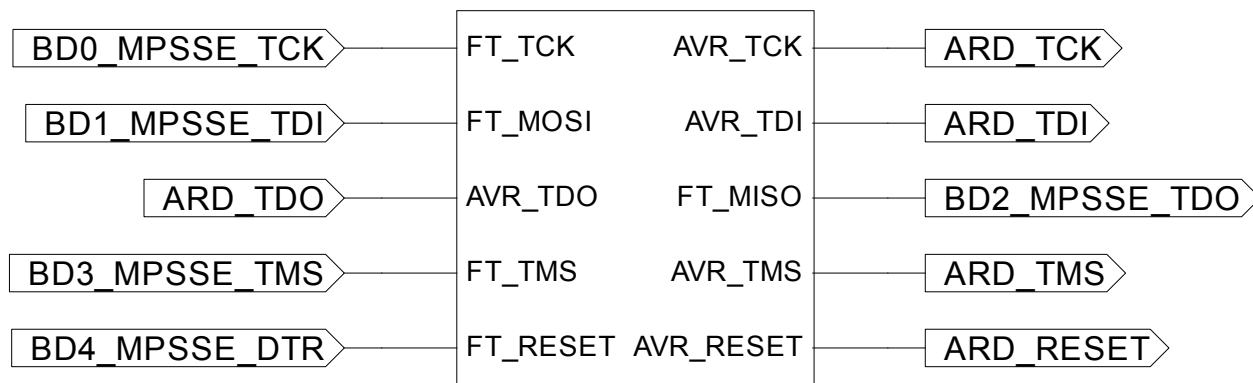 BD0_MPSSE_TCK FT_TCK AVR_TCK ARD_TCK
BD1_MPSSE_TDI FT_MOSI AVR_TDI ARD_TDI
ARD_TDO AVR_TDO FT_MISO BD2_MPSSE_TDO
BD3_MPSSE_TMS FT_TMS AVR_TMS ARD_TMS
BD4_MPSSE_DTR FT_RESET AVR_RESET ARD_RESET